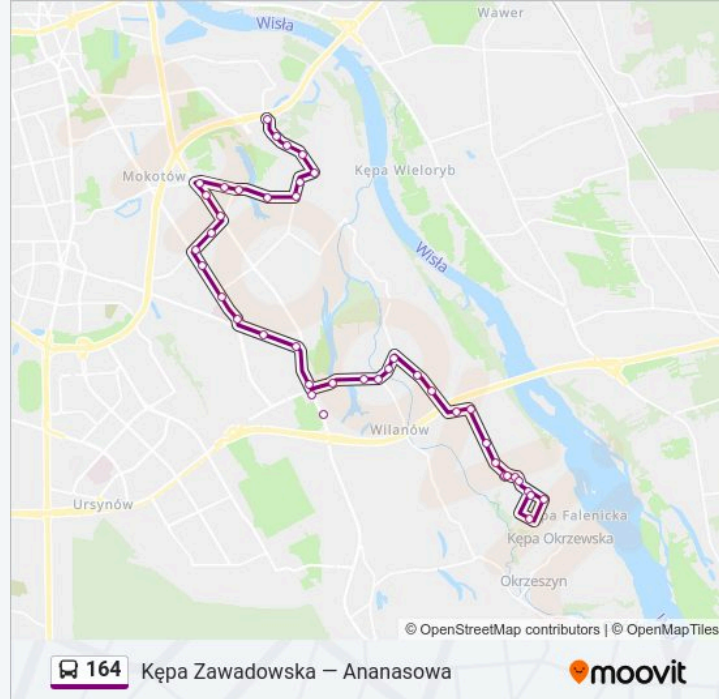 Wawer
Wisła
Mokotów
Kępa Wieloryb
Wisła
Wilanów
Ursynów
pa Falenicka
Kępa Okrzewska
Okrzeszyn
© OpenStreetMap contributors | © OpenMapTiles
164 Kępa Zawadowska — Ananasowa
moovit